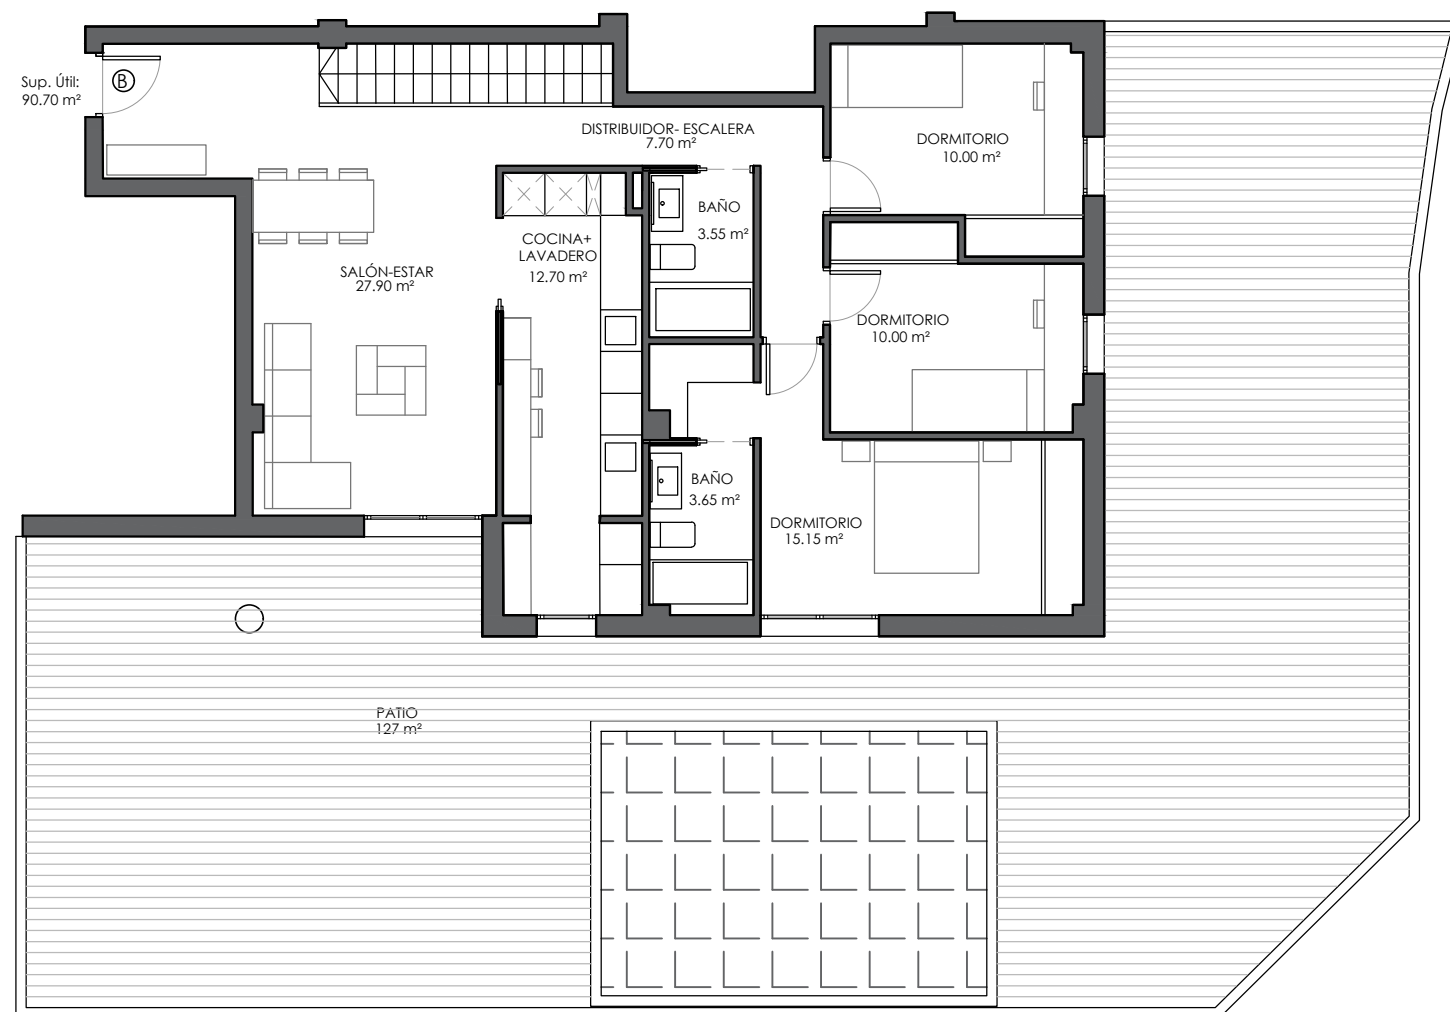 Sup. Útil:
90.70 m²
B
DISTRIBUIDOR- ESCALERA
7.70 m²
DORMITORIO
10.00 m²
BAÑO
3.55 m²
COCINA+
LAVADERO
12.70 m²
SALÓN-ESTAR
27.90 m²
DORMITORIO
10.00 m²
BAÑO
3.65 m²
DORMITORIO
15.15 m²
PATIO
127 m²